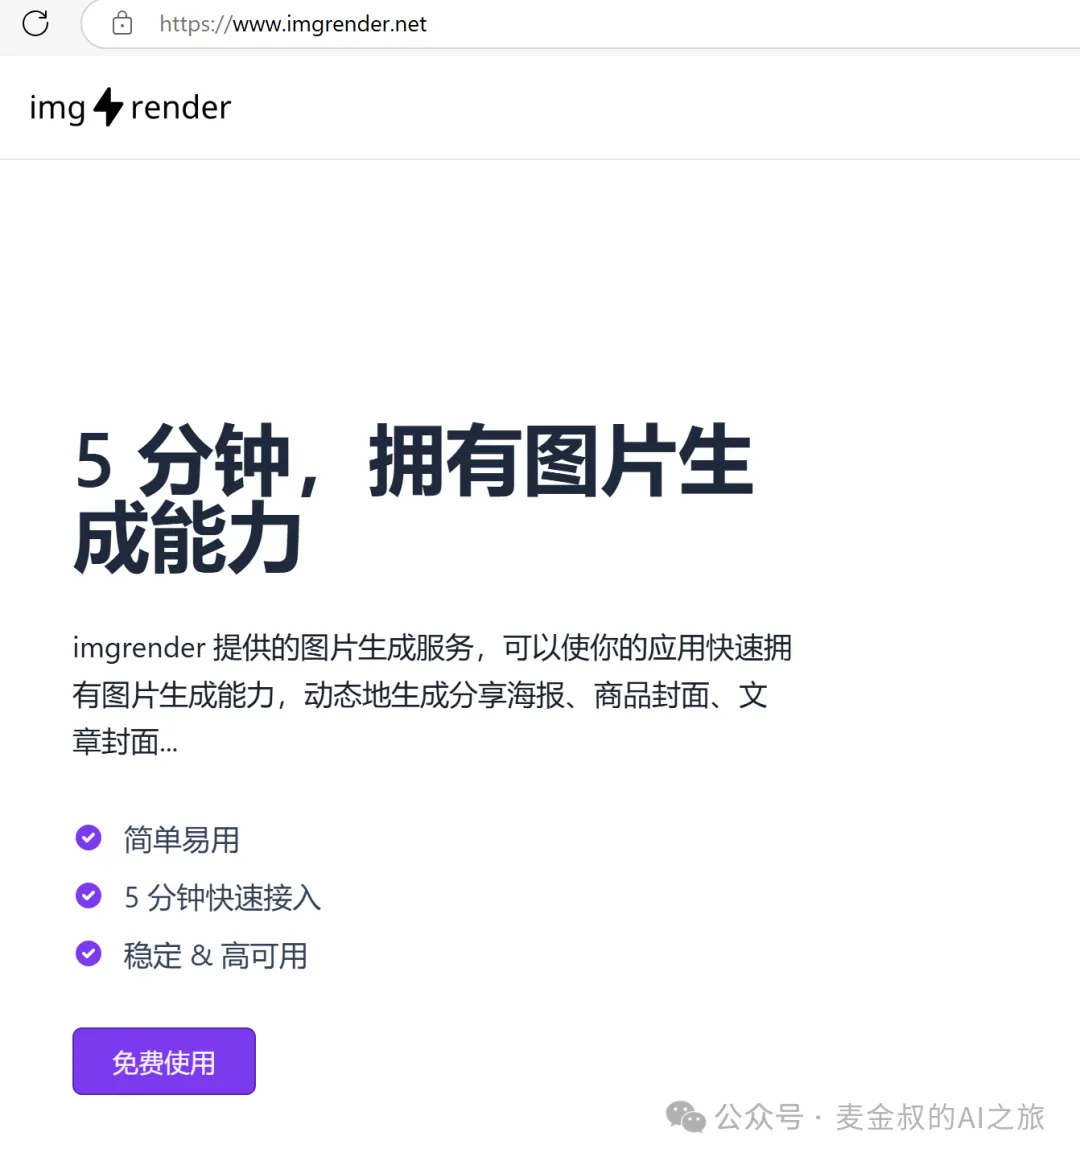 https://www.imgrender.net
img render
5 分钟，拥有图片生
成能力
imgrender 提供的图片生成服务，可以使你的应用快速拥
有图片生成能力，动态地生成分享海报、商品封面、文
章封面...
简单易用
5 分钟快速接入
稳定 & 高可用
免费使用
公众号 · 麦金叔的AI之旅